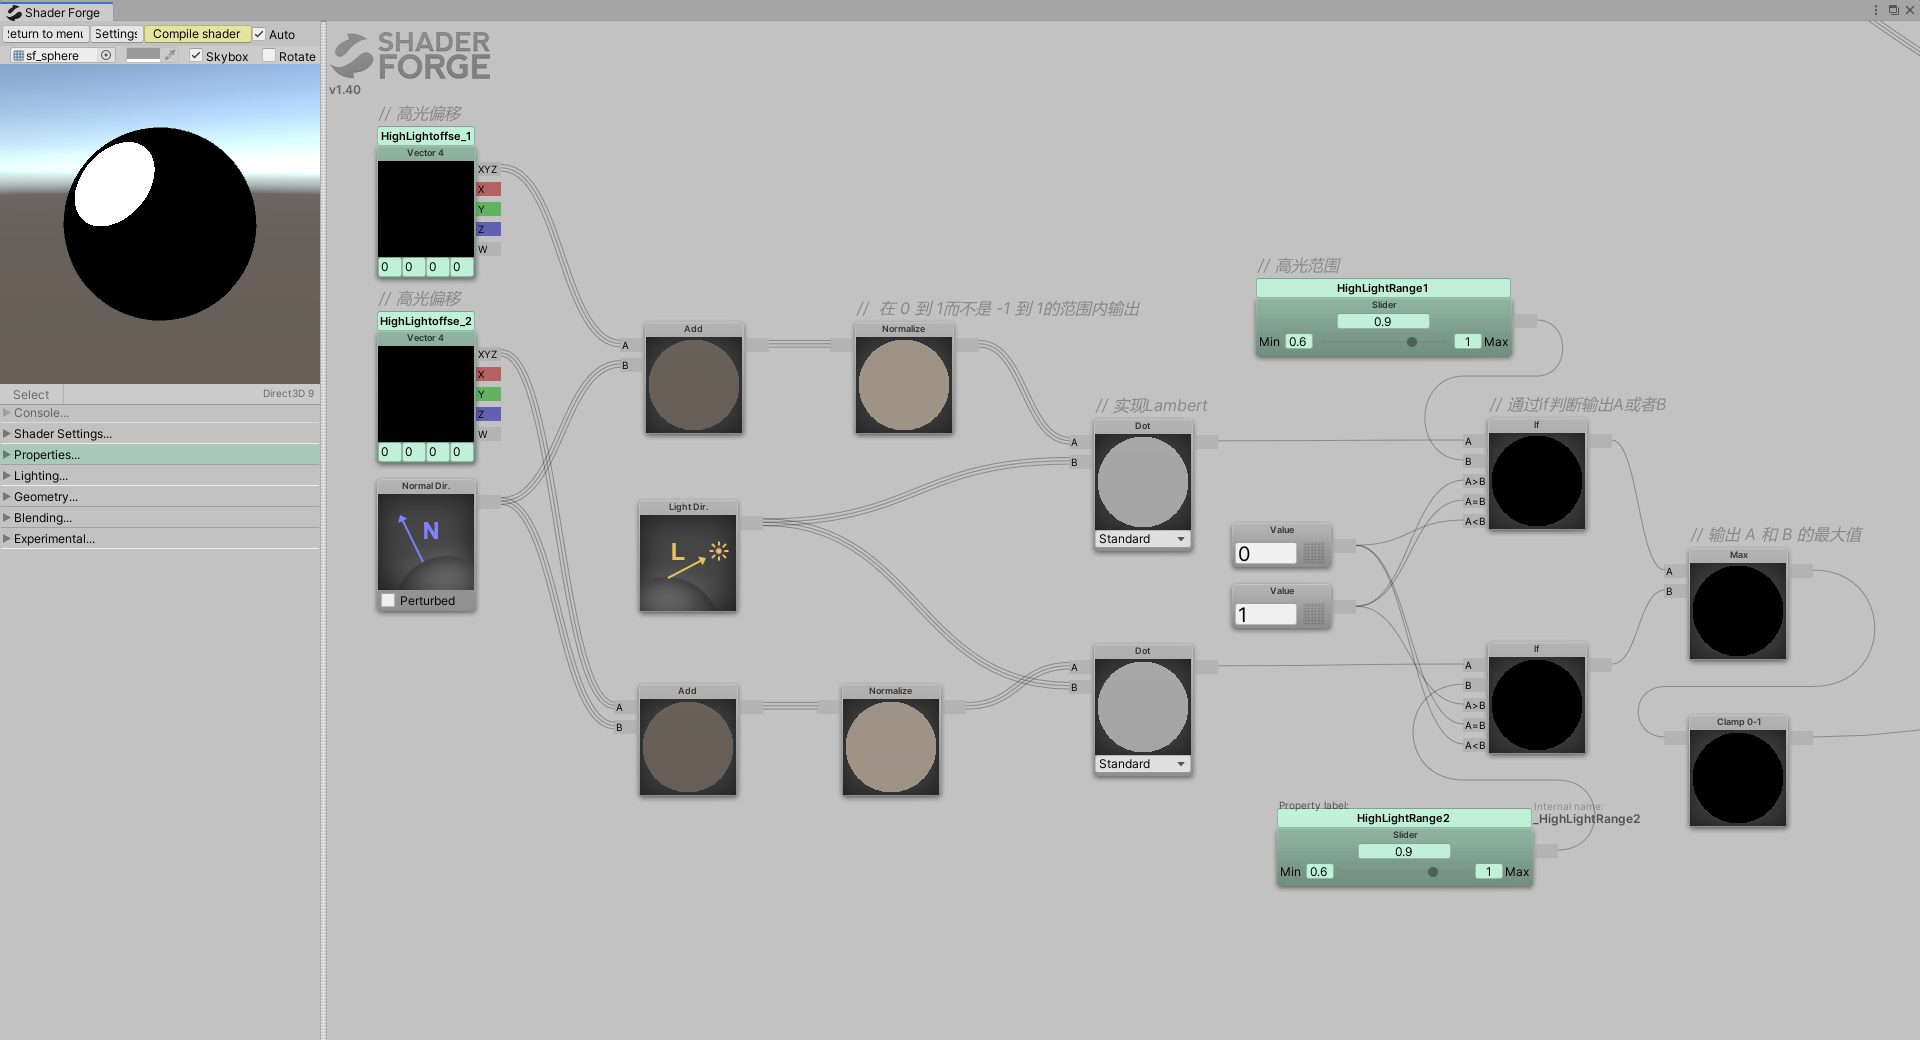 Shader Forge
Return to menu
Settings
Compile shader
Auto
sf_sphere
Skybox
Rotate
Select
Direct3D 9
Console...
Shader Settings...
Properties...
Lighting...
Geometry...
Blending...
Experimental...
SHADER
FORGE
v1.40
// 高光偏移
HighLightoffse_1
Vector 4
XYZ
X
Y
Z
W
0 0 0 0
// 高光偏移
HighLightoffse_2
Vector 4
XYZ
X
Y
Z
W
0 0 0 0
Normal Dir.
N
Perturbed
Add
A
B
Light Dir.
L
Add
A
B
// 在 0 到 1而不是 -1 到 1的范围内输出
Normalize
Normalize
// 实现Lambert
Dot
A
B
Standard
Dot
A
B
Standard
// 高光范围
HighLightRange1
Slider
0.9
Min 0.6 1 Max
Value
0
Value
1
// 通过If判断输出A或者B
If
A
B
A>B
A=B
A<B
If
A
B
A>B
A=B
A<B
Property label:
HighLightRange2
Slider
0.9
Min 0.6 1 Max
Internal name:
_HighLightRange2
// 输出 A 和 B 的最大值
Max
A
B
Clamp 0-1